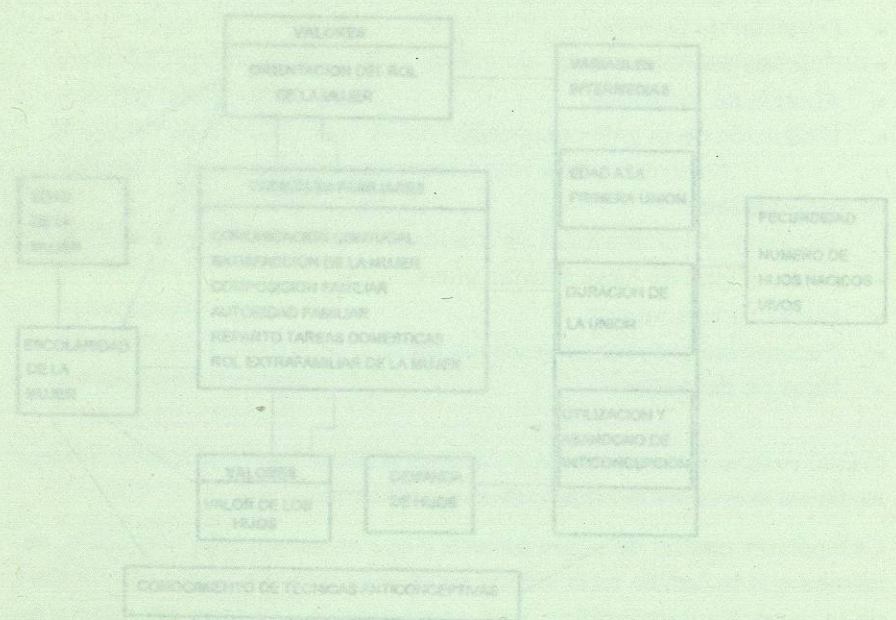 VALORES
ORIENTACION DEL ROL
DE LA MUJER
VARIABLES
INTERMEDIAS
EDAD
DE LA
MUJER
FAMILIARES
COMUNICACION CONYUGAL
SATISFACCION DE LA MUJER
COMPOSICION FAMILIAR
AUTORIDAD FAMILIAR
REPARTO TAREAS DOMESTICAS
ROL EXTRAFAMILIAR DE LA MUJER
EDAD A LA
PRIMERA UNION
FECUNDIDAD
NUMERO DE
HIJOS NACIDOS
VIVOS
DURACION DE
LA UNION
ESCOLARIDAD
DE LA
MUJER
UTILIZACION Y
ABANDONO DE
ANTICONCEPCION
VALORES
VALOR DE LOS
HIJOS
DEMANDA
DE HIJOS
CONOCIMIENTO DE TECNICAS ANTICONCEPTIVAS